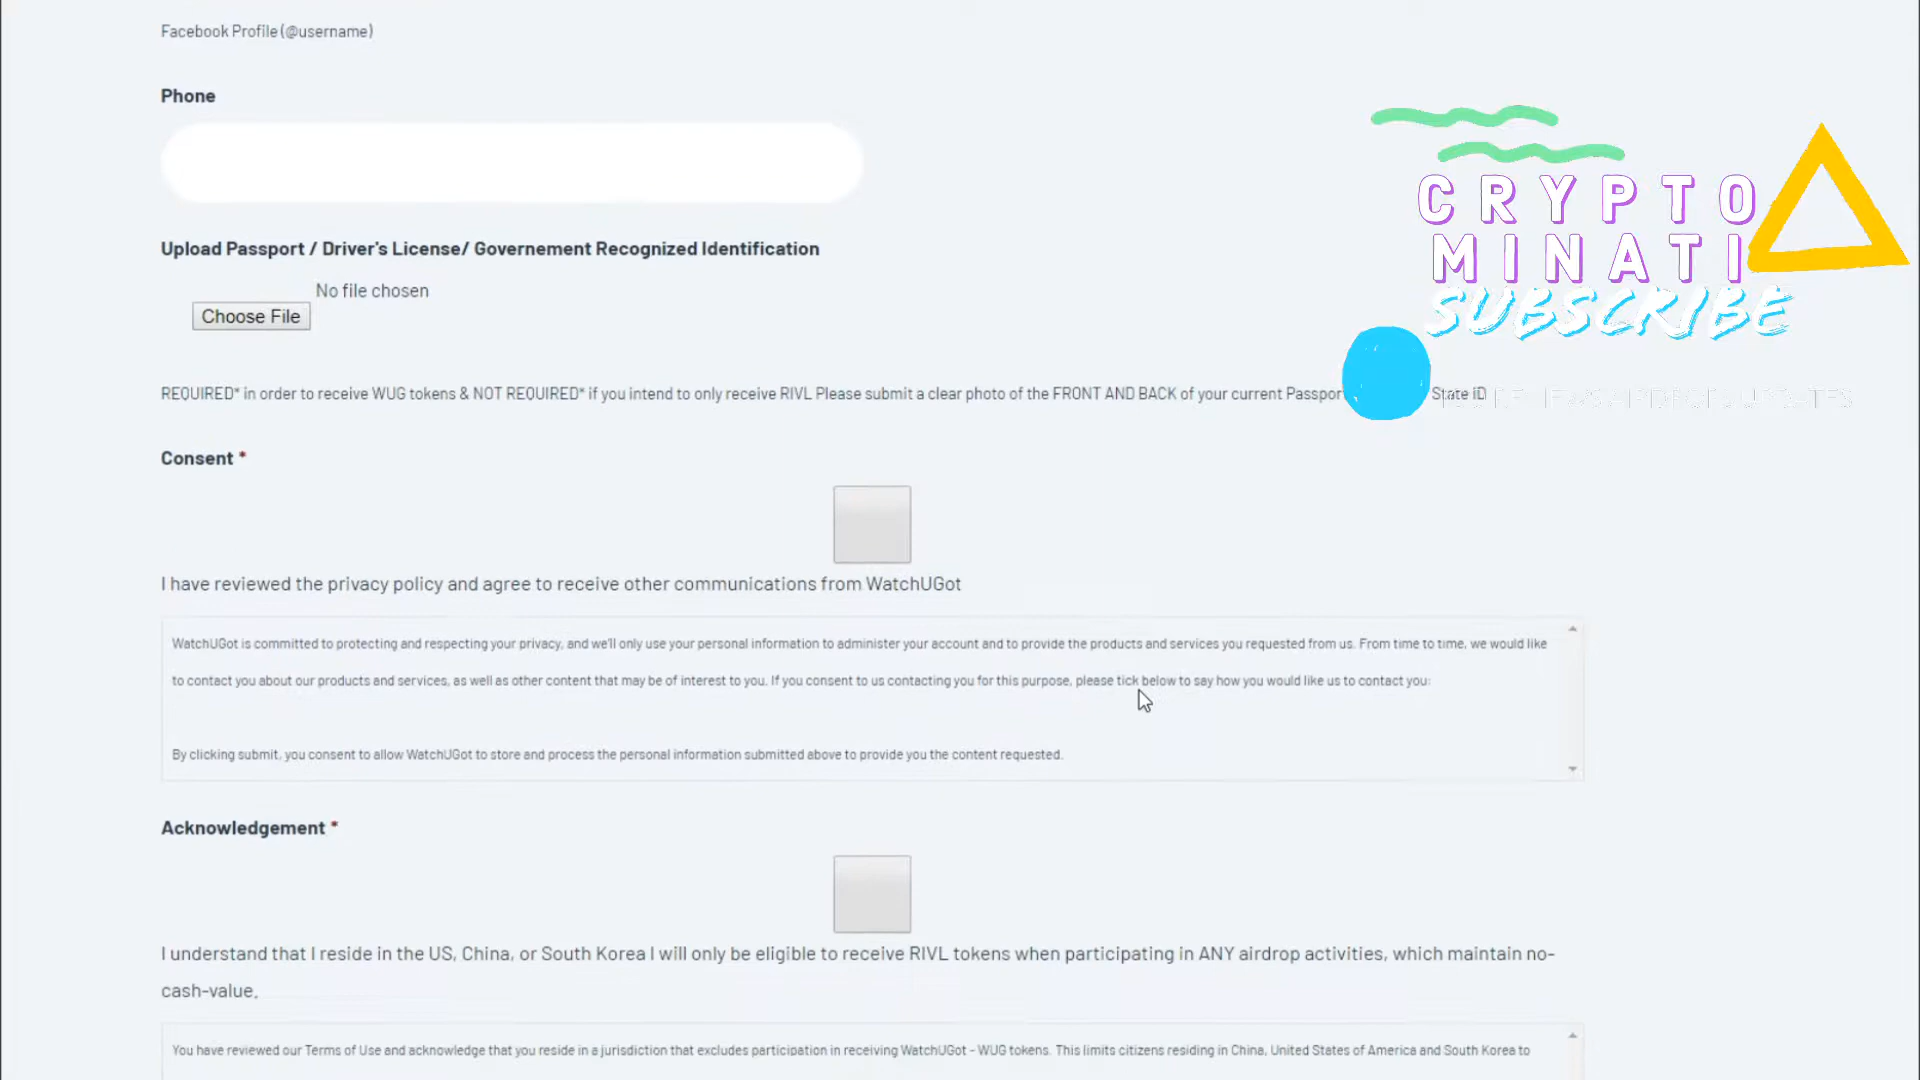 Facebook Profile (@username)
Phone
Upload Passport / Driver's License/ Governement Recognized Identification
No file chosen
Choose File
REQUIRED* in order to receive WUG tokens & NOT REQUIRED* if you intend to only receive RIVL Please submit a clear photo of the FRONT AND BACK of your current Passpor State iD
CRYPTO
MINATI
SUBSCRIBE
Consent *
I have reviewed the privacy policy and agree to receive other communications from WatchUGot
WatchUGot is committed to protecting and respecting your privacy, and we'll only use your personal information to administer your account and to provide the products and services you requested from us. From time to time, we would like
to contact you about our products and services, as well as other content that may be of interest to you. If you consent to us contacting you for this purpose, please tick below to say how you would like us to contact you:
By clicking submit, you consent to allow WatchUGot to store and process the personal information submitted above to provide you the content requested.
Acknowledgement *
I understand that I reside in the US, China, or South Korea I will only be eligible to receive RIVL tokens when participating in ANY airdrop activities, which maintain no-
cash-value.
You have reviewed our Terms of Use and acknowledge that you reside in a jurisdiction that excludes participation in receiving WatchUGot - WUG tokens. This limits citizens residing in China, United States of America and South Korea to